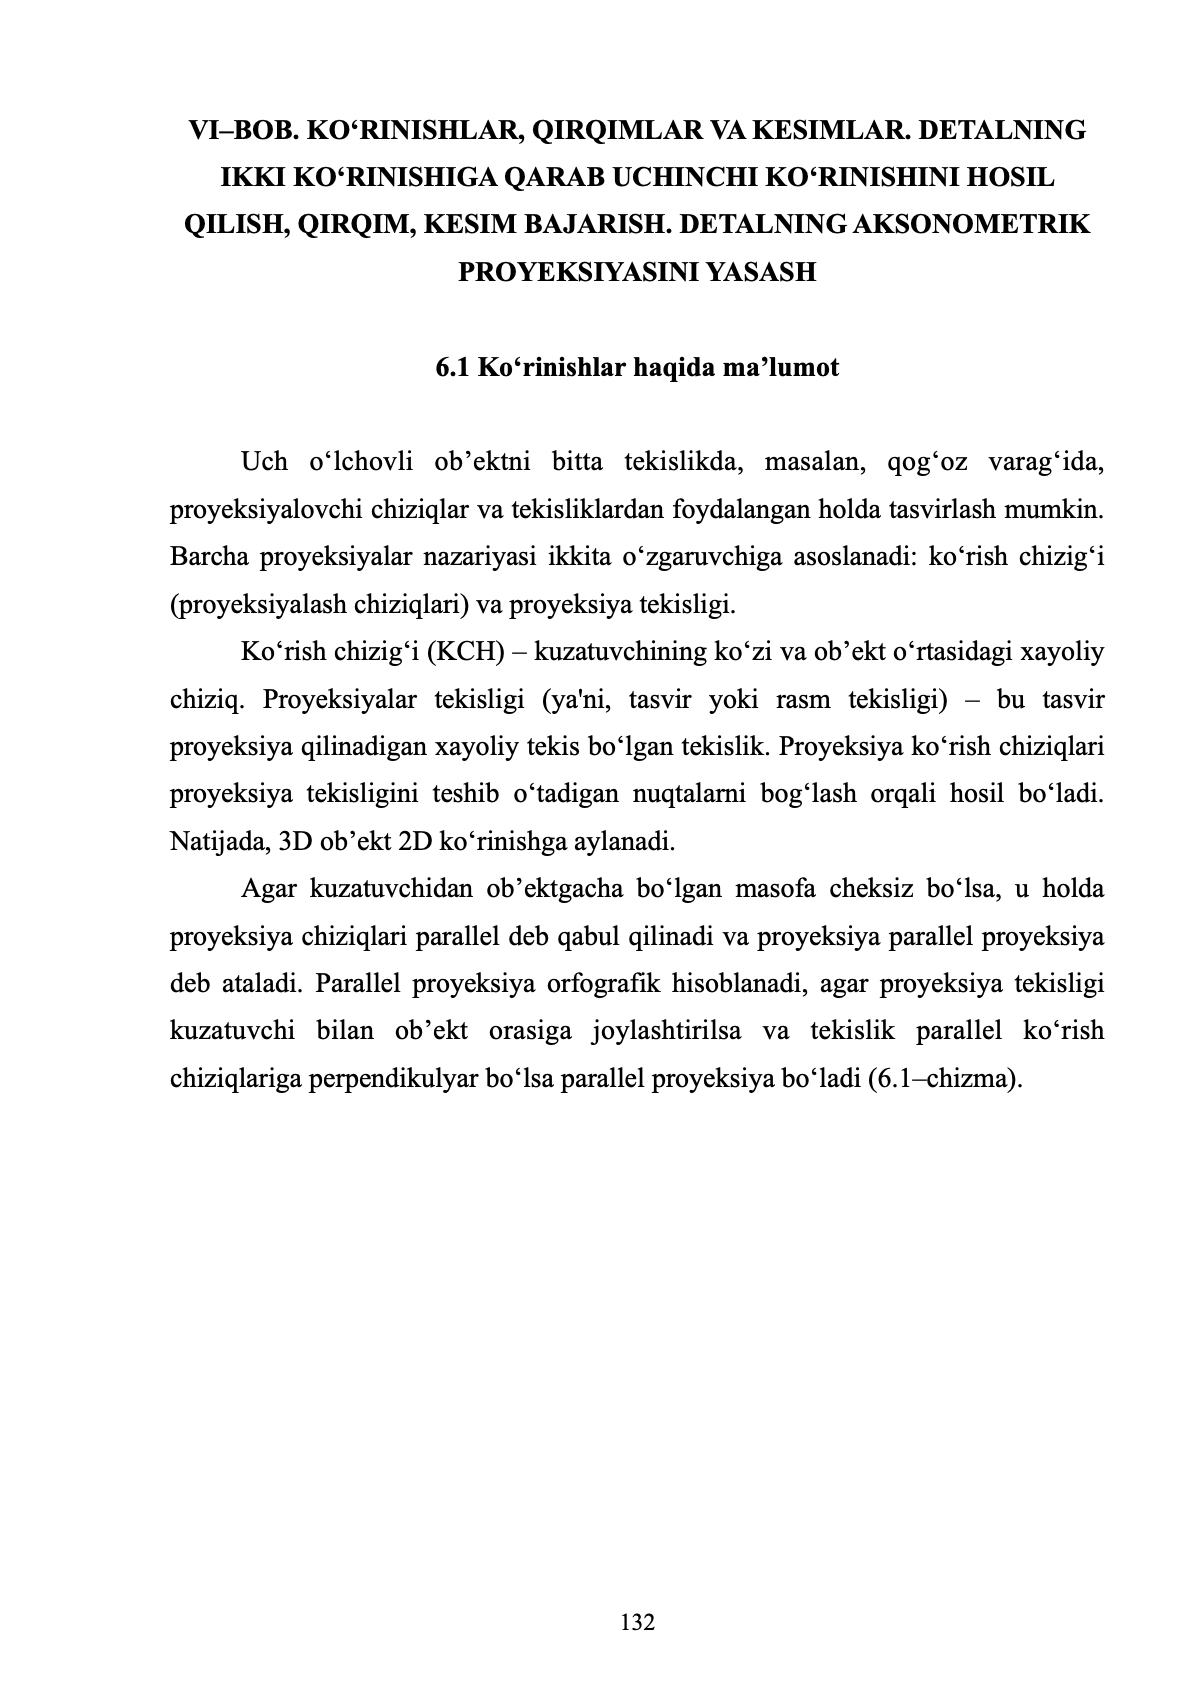 VI–BOB. KO‘RINISHLAR, QIRQIMLAR VA KESIMLAR. DETALNING
IKKI KO‘RINISHIGA QARAB UCHINCHI KO‘RINISHINI HOSIL
QILISH, QIRQIM, KESIM BAJARISH. DETALNING AKSONOMETRIK
PROYEKSIYASINI YASASH
6.1 Ko‘rinishlar haqida ma’lumot
Uch o‘lchovli ob’ektni bitta tekislikda, masalan, qog‘oz varag‘ida,
proyeksiyalovchi chiziqlar va tekisliklardan foydalangan holda tasvirlash mumkin.
Barcha proyeksiyalar nazariyasi ikkita o‘zgaruvchiga asoslanadi: ko‘rish chizig‘i
(proyeksiyalash chiziqlari) va proyeksiya tekisligi.
Ko‘rish chizig‘i (KCH) – kuzatuvchining ko‘zi va ob’ekt o‘rtasidagi xayoliy
chiziq. Proyeksiyalar tekisligi (ya'ni, tasvir yoki rasm tekisligi) – bu tasvir
proyeksiya qilinadigan xayoliy tekis bo‘lgan tekislik. Proyeksiya ko‘rish chiziqlari
proyeksiya tekisligini teshib o‘tadigan nuqtalarni bog‘lash orqali hosil bo‘ladi.
Natijada, 3D ob’ekt 2D ko‘rinishga aylanadi.
Agar kuzatuvchidan ob’ektgacha bo‘lgan masofa cheksiz bo‘lsa, u holda
proyeksiya chiziqlari parallel deb qabul qilinadi va proyeksiya parallel proyeksiya
deb ataladi. Parallel proyeksiya orfografik hisoblanadi, agar proyeksiya tekisligi
kuzatuvchi bilan ob’ekt orasiga joylashtirilsa va tekislik parallel ko‘rish
chiziqlariga perpendikulyar bo‘lsa parallel proyeksiya bo‘ladi (6.1–chizma).
132